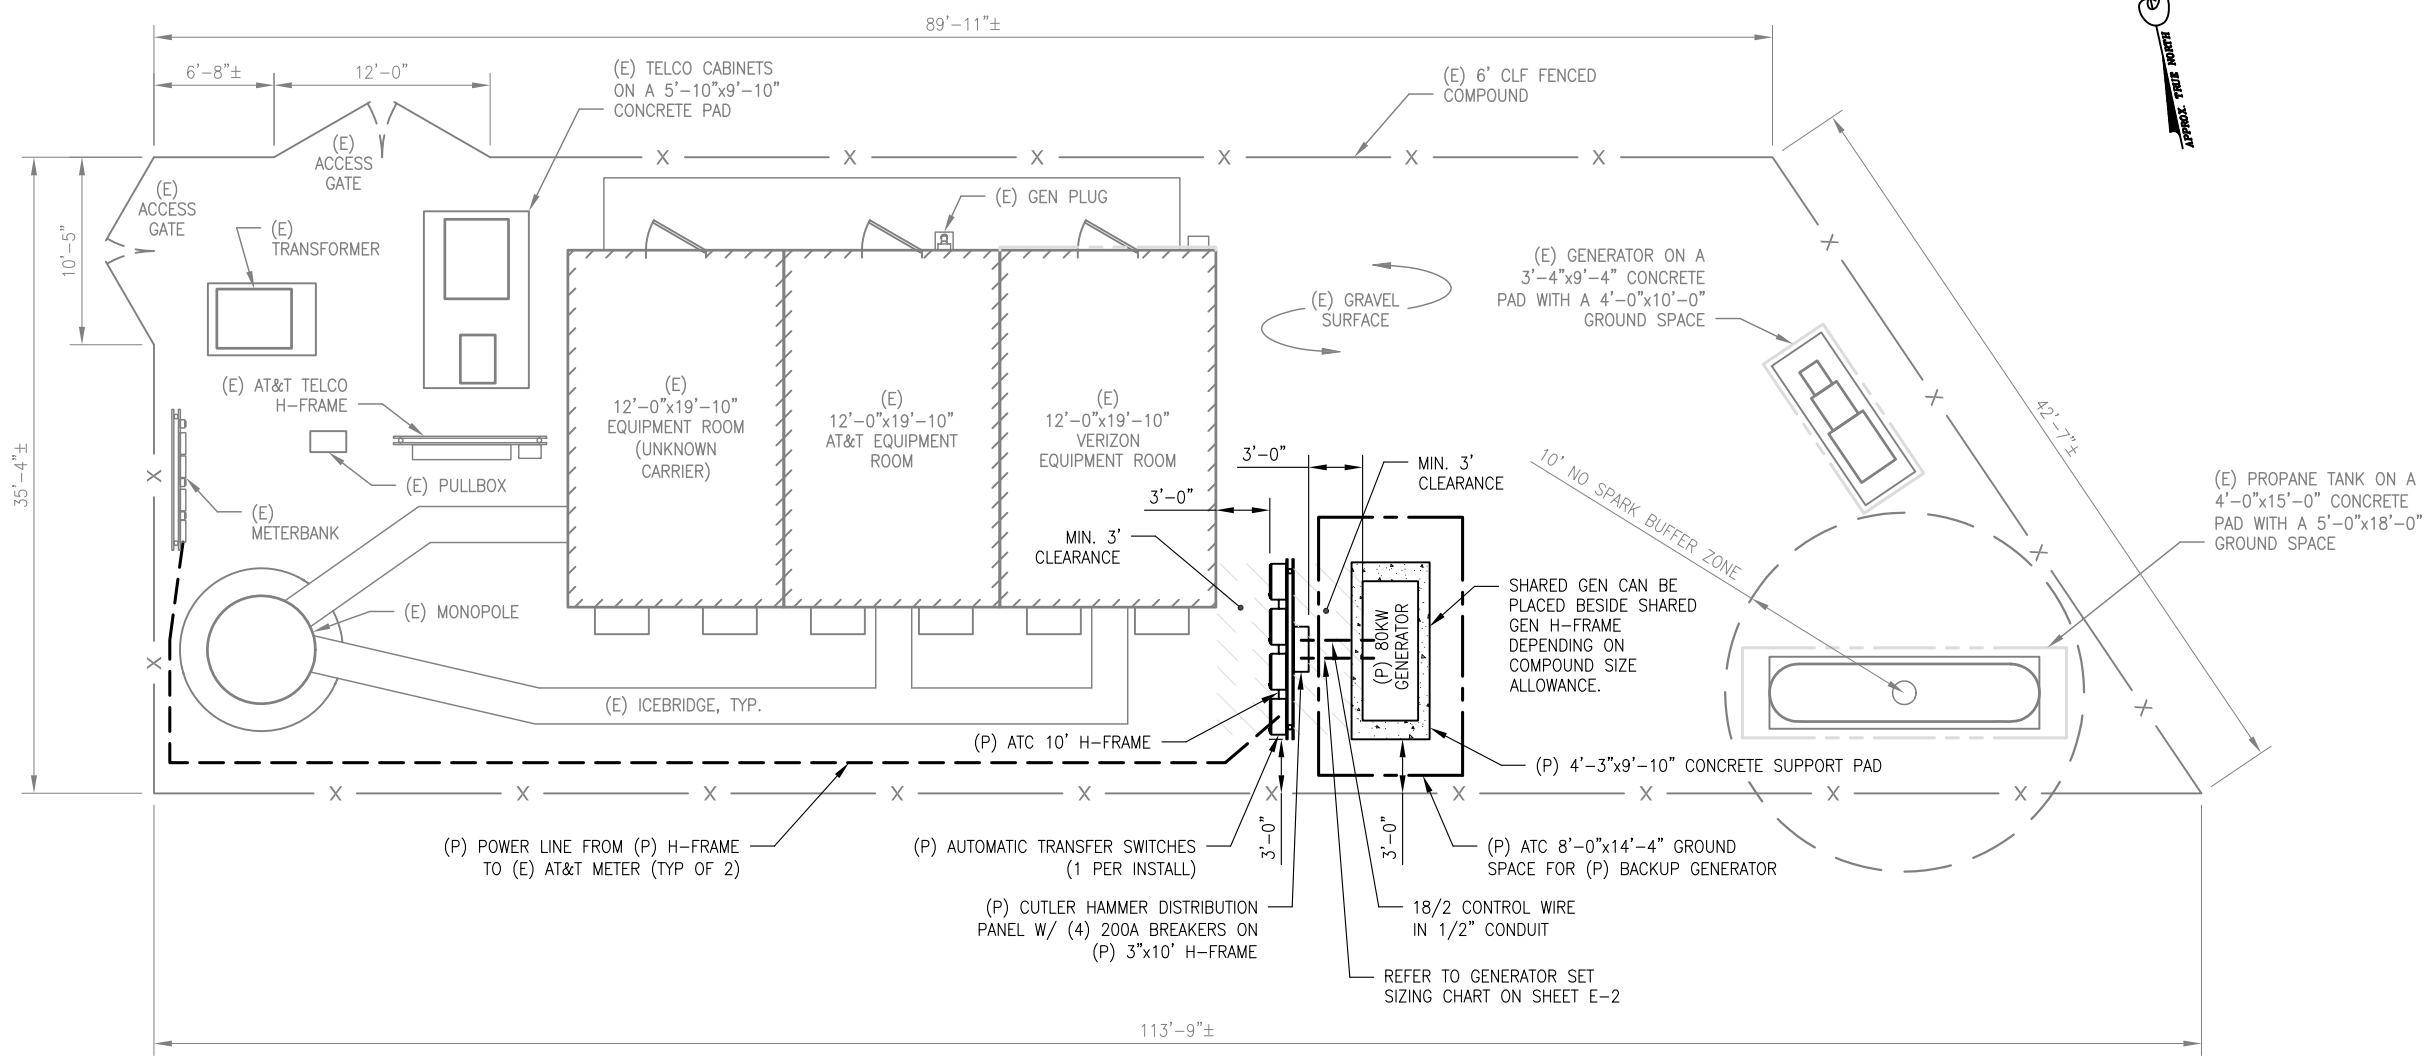 89'-11"±
6'-8"±
12'-0"
(E) TELCO CABINETS
ON A 5'-10"x9'-10"
CONCRETE PAD
(E) 6' CLF FENCED
COMPOUND
APPROX. TRUE NORTH
(E)
ACCESS
GATE
(E)
ACCESS
GATE
10'-5"
35'-4"±
(E)
TRANSFORMER
(E) GEN PLUG
(E) GENERATOR ON A
3'-4"x9'-4" CONCRETE
PAD WITH A 4'-0"x10'-0"
GROUND SPACE
(E) GRAVEL
SURFACE
42'-7"±
(E) AT&T TELCO
H-FRAME
(E)
12'-0"x19'-10"
EQUIPMENT ROOM
(UNKNOWN
CARRIER)
(E)
12'-0"x19'-10"
AT&T EQUIPMENT
ROOM
(E)
12'-0"x19'-10"
VERIZON
EQUIPMENT ROOM
3'-0"
MIN. 3'
CLEARANCE
10' NO SPARK BUFFER ZONE
(E) PROPANE TANK ON A
4'-0"x15'-0" CONCRETE
PAD WITH A 5'-0"x18'-0"
GROUND SPACE
(E) PULLBOX
3'-0"
(E)
METERBANK
MIN. 3'
CLEARANCE
(E) MONOPOLE
(P) 80KW
GENERATOR
SHARED GEN CAN BE
PLACED BESIDE SHARED
GEN H-FRAME
DEPENDING ON
COMPOUND SIZE
ALLOWANCE.
(E) ICEBRIDGE, TYP.
(P) ATC 10' H-FRAME
(P) 4'-3"x9'-10" CONCRETE SUPPORT PAD
(P) POWER LINE FROM (P) H-FRAME
TO (E) AT&T METER (TYP OF 2)
(P) AUTOMATIC TRANSFER SWITCHES
(1 PER INSTALL)
3'-0"
3'-0"
(P) ATC 8'-0"x14'-4" GROUND
SPACE FOR (P) BACKUP GENERATOR
(P) CUTLER HAMMER DISTRIBUTION
PANEL W/ (4) 200A BREAKERS ON
(P) 3"x10' H-FRAME
18/2 CONTROL WIRE
IN 1/2" CONDUIT
REFER TO GENERATOR SET
SIZING CHART ON SHEET E-2
113'-9"±